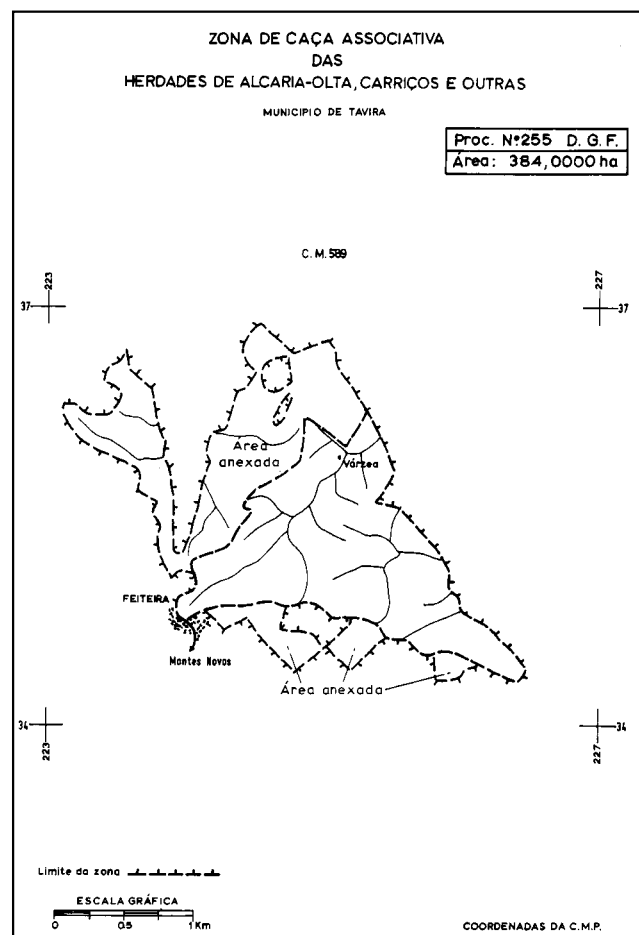 ZONA DE CAÇA ASSOCIATIVA
DAS
HERDADES DE ALCARIA-OLTA, CARRIÇOS E OUTRAS
MUNICIPIO DE TAVIRA
Proc. Nº255 D. G. F.
Área: 384,0000 ha
C. M. 589
223
227
37
37
Área
anexada
Várzea
FEITEIRA
Montes Novos
Área anexada
34
34
223
227
Limite da zona
ESCALA GRÁFICA
0 0.5 1 Km
COORDENADAS DA C.M.P.